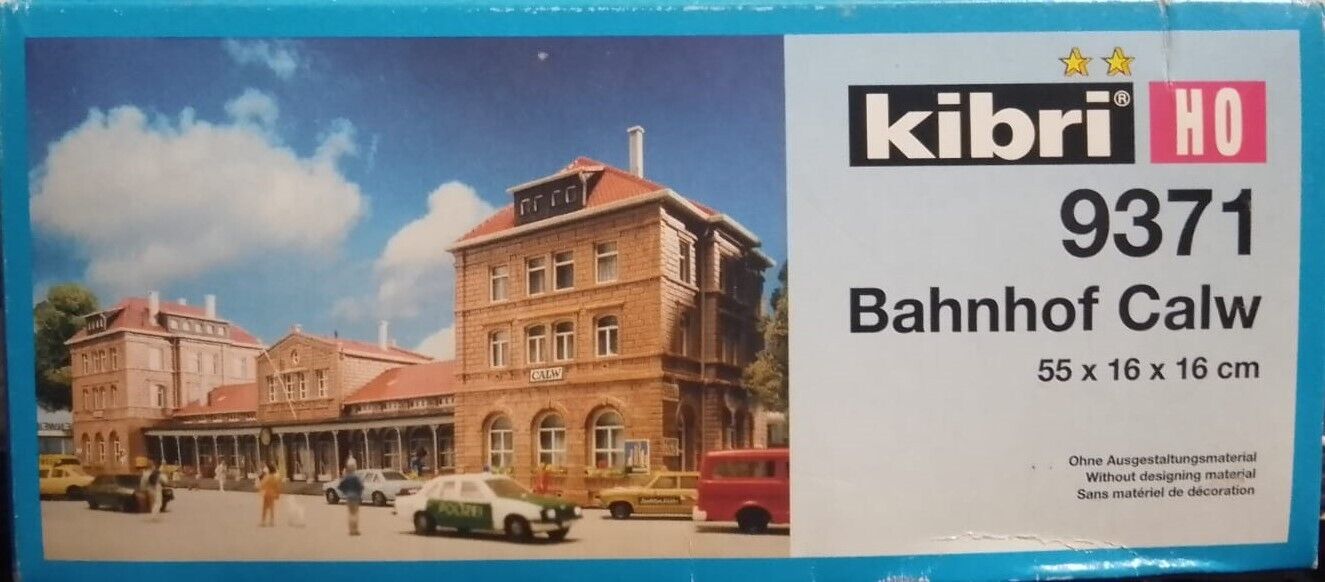 kibri®
HO
9371
Bahnhof Calw
55 x 16 x 16 cm
Ohne Ausgestaltungsmaterial
Without designing material
Sans matériel de décoration
CALW
POLIZEI